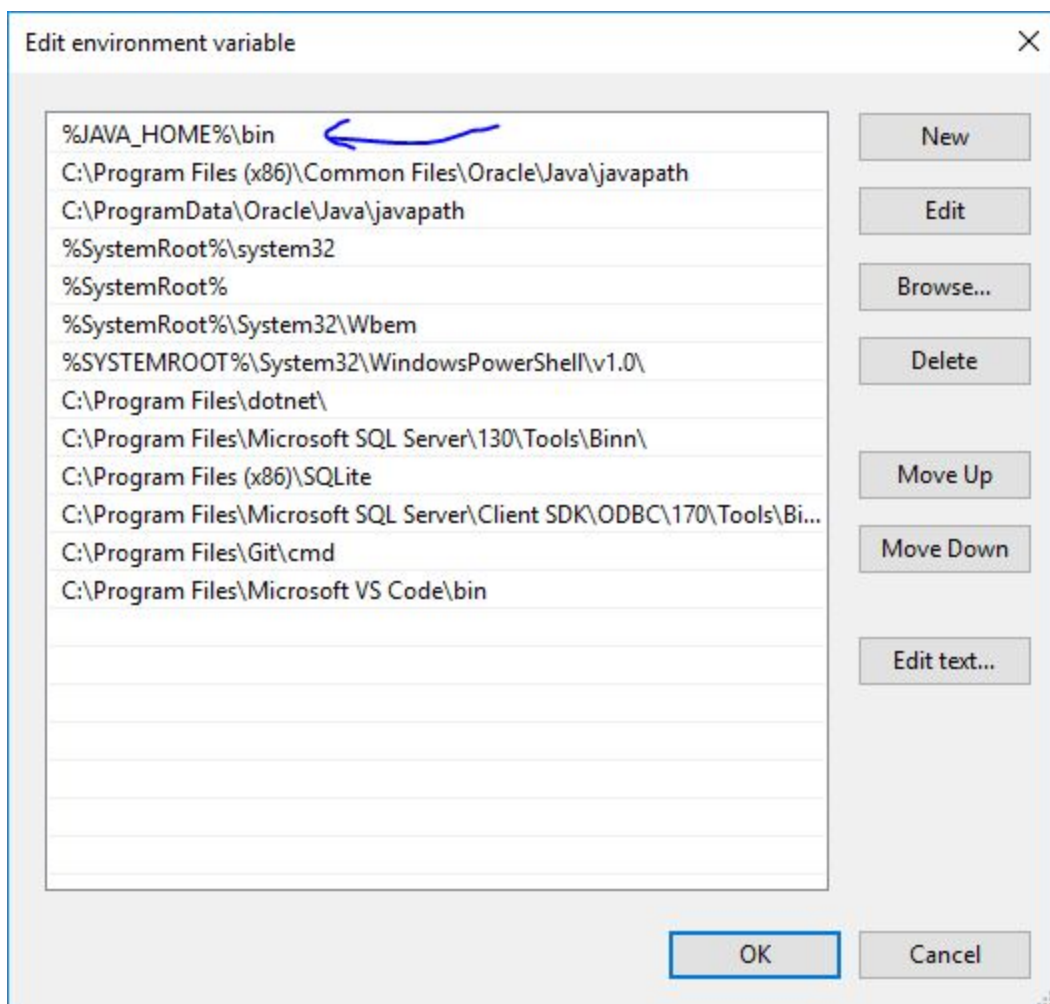 Edit environment variable
%JAVA_HOME%\bin
New
C:\Program Files (x86)\Common Files\Oracle\Java\javapath
C:\ProgramData\Oracle\Java\javapath
Edit
%SystemRoot%\system32
%SystemRoot%
Browse...
%SystemRoot%\System32\Wbem
%SYSTEMROOT%\System32\WindowsPowerShell\v1.0\
Delete
C:\Program Files\dotnet\
C:\Program Files\Microsoft SQL Server\130\Tools\Binn\
C:\Program Files (x86)\SQLite
Move Up
C:\Program Files\Microsoft SQL Server\Client SDK\ODBC\170\Tools\Bi...
C:\Program Files\Git\cmd
Move Down
C:\Program Files\Microsoft VS Code\bin
Edit text...
OK
Cancel